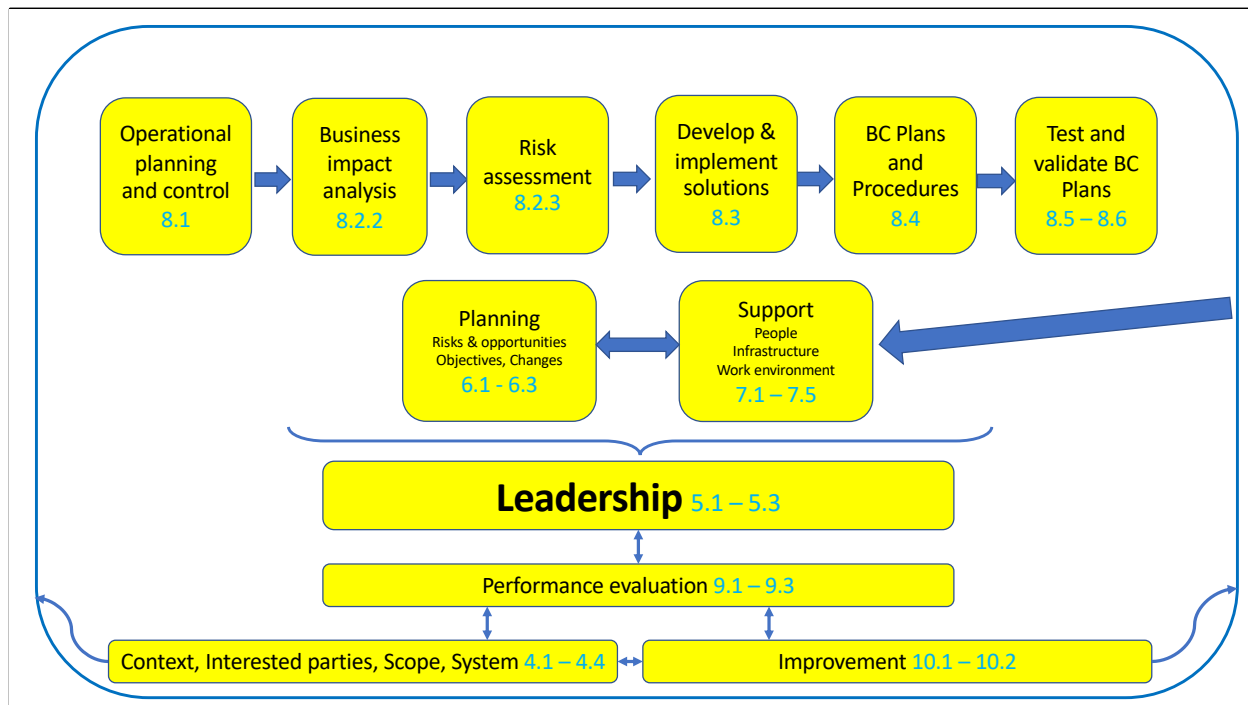 Operational
planning
and control
8.1
Business
impact
analysis
8.2.2
Risk
assessment
8.2.3
Develop &
implement
solutions
8.3
BC Plans
and
Procedures
8.4
Test and
validate BC
Plans
8.5 – 8.6
Planning
Risks & opportunities
Objectives, Changes
6.1 - 6.3
Support
People
Infrastructure
Work environment
7.1 – 7.5
Leadership 5.1 – 5.3
Performance evaluation 9.1 – 9.3
Context, Interested parties, Scope, System 4.1 – 4.4
Improvement 10.1 – 10.2